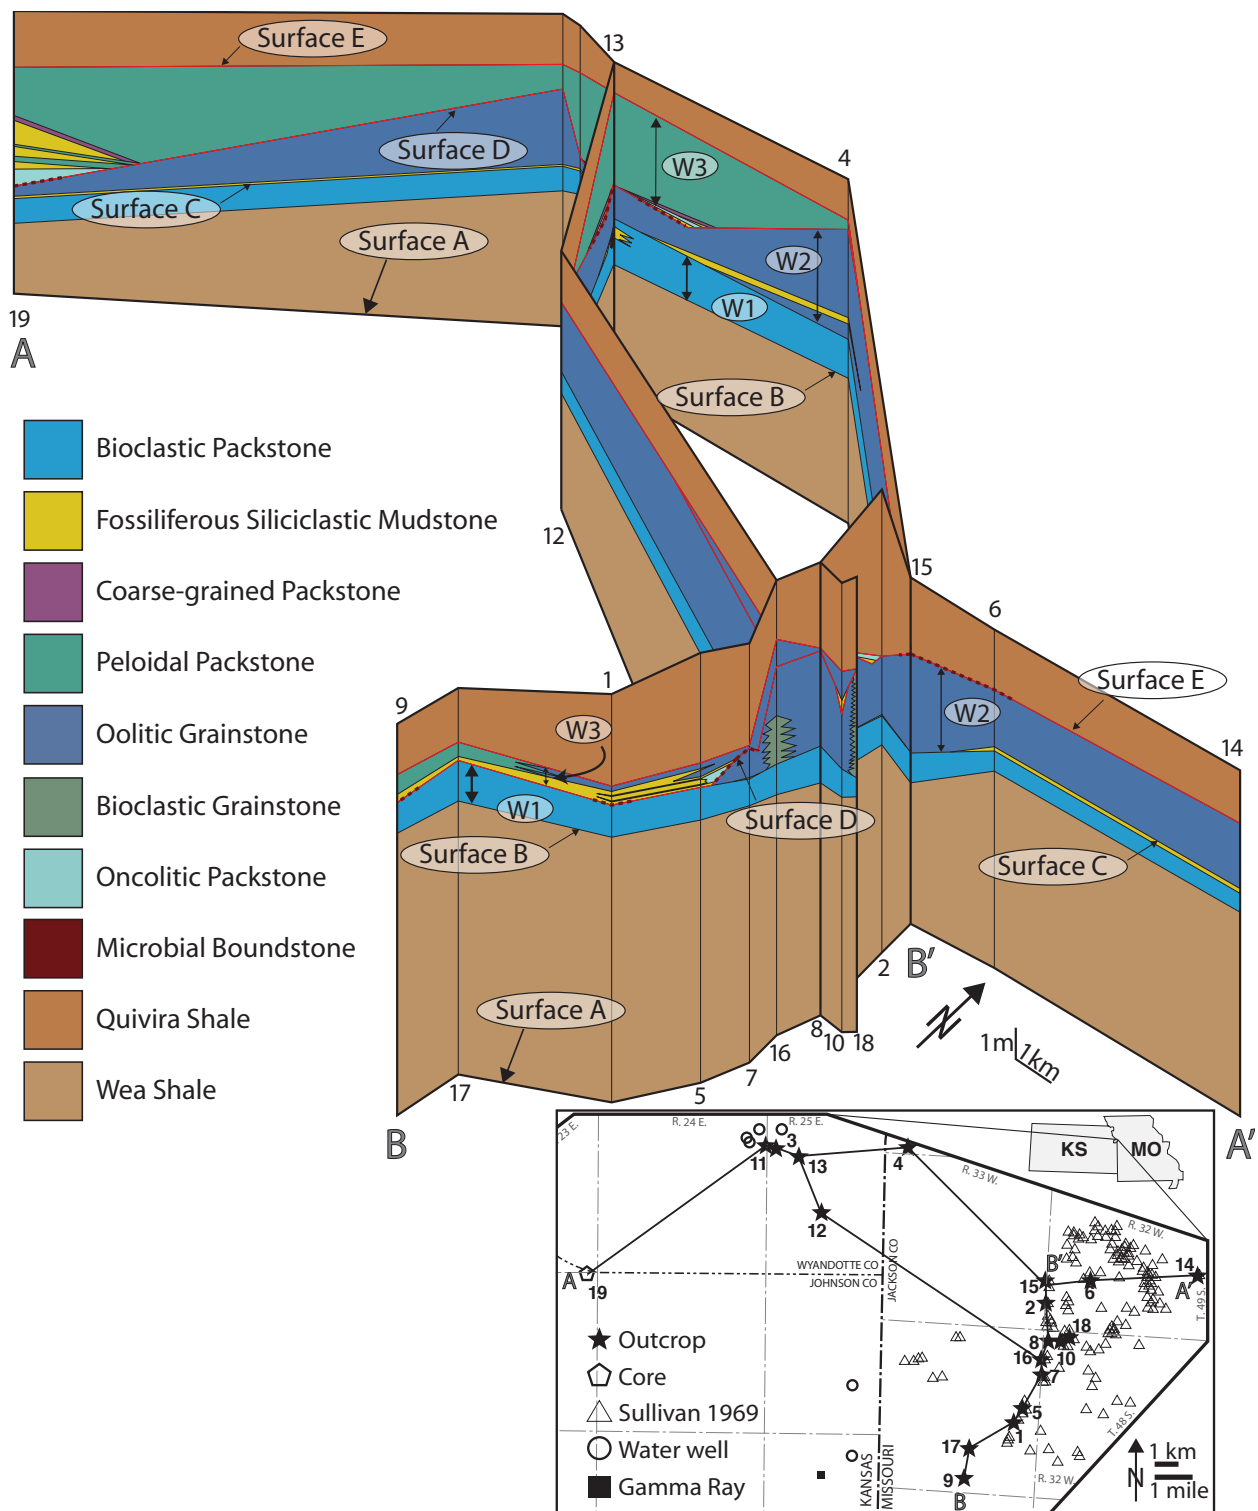 Surface E
13
Surface D
W3
4
Surface C
Surface A
W2
W1
19
A
Surface B
12
15
6
Surface E
1
9
W3
W2
14
W1
Surface D
Surface B
Surface C
Surface A
B'
2
8
10
18
16
7
5
17
1m
1km
B
A'
Bioclastic Packstone
Fossiliferous Siliciclastic Mudstone
Coarse-grained Packstone
Peloidal Packstone
Oolitic Grainstone
Bioclastic Grainstone
Oncolitic Packstone
Microbial Boundstone
Quivira Shale
Wea Shale
23 E.
R. 24 E.
R. 25 E.
KS
MO
R. 33 W.
R. 32 W.
11
3
13
4
12
WYANDOTTE CO
JOHNSON CO
JACKSON CO
A
19
B'
15
6
14
A'
T. 49 S.
2
18
8
10
16
7
5
1
17
9
B
T. 48 S.
R. 32 W.
KANSAS
MISSOURI
Outcrop
Core
Sullivan 1969
Water well
Gamma Ray
N
1 km
1 mile